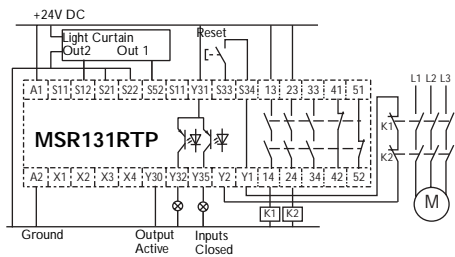 +24V DC
Light Curtain
Out2 Out 1
Reset
A1 S11 S12 S21 S22 S52 S11 Y31 S33 S34 13 23 33 41 51
L1 L2 L3
MSR131RTP
K1
K2
A2 X1 X2 X3 X4 Y30 Y32 Y35 Y2 Y1 14 24 34 42 52
M
K1 K2
Ground
Output
Active
Inputs
Closed